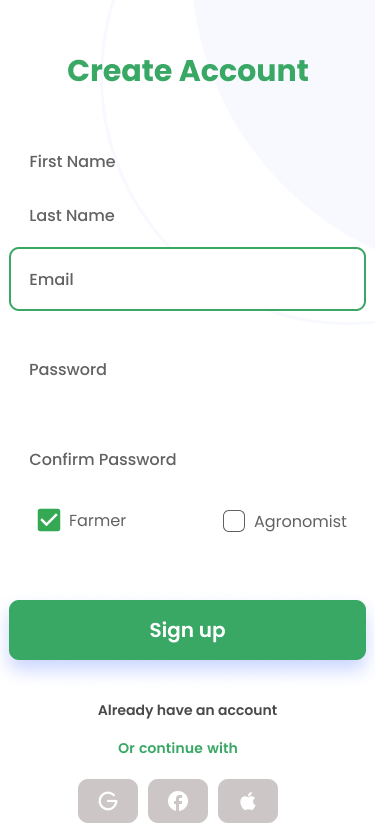 Create Account
First Name
Last Name
Email
Password
Confirm Password
Farmer
Agronomist
Sign up
Already have an account
Or continue with